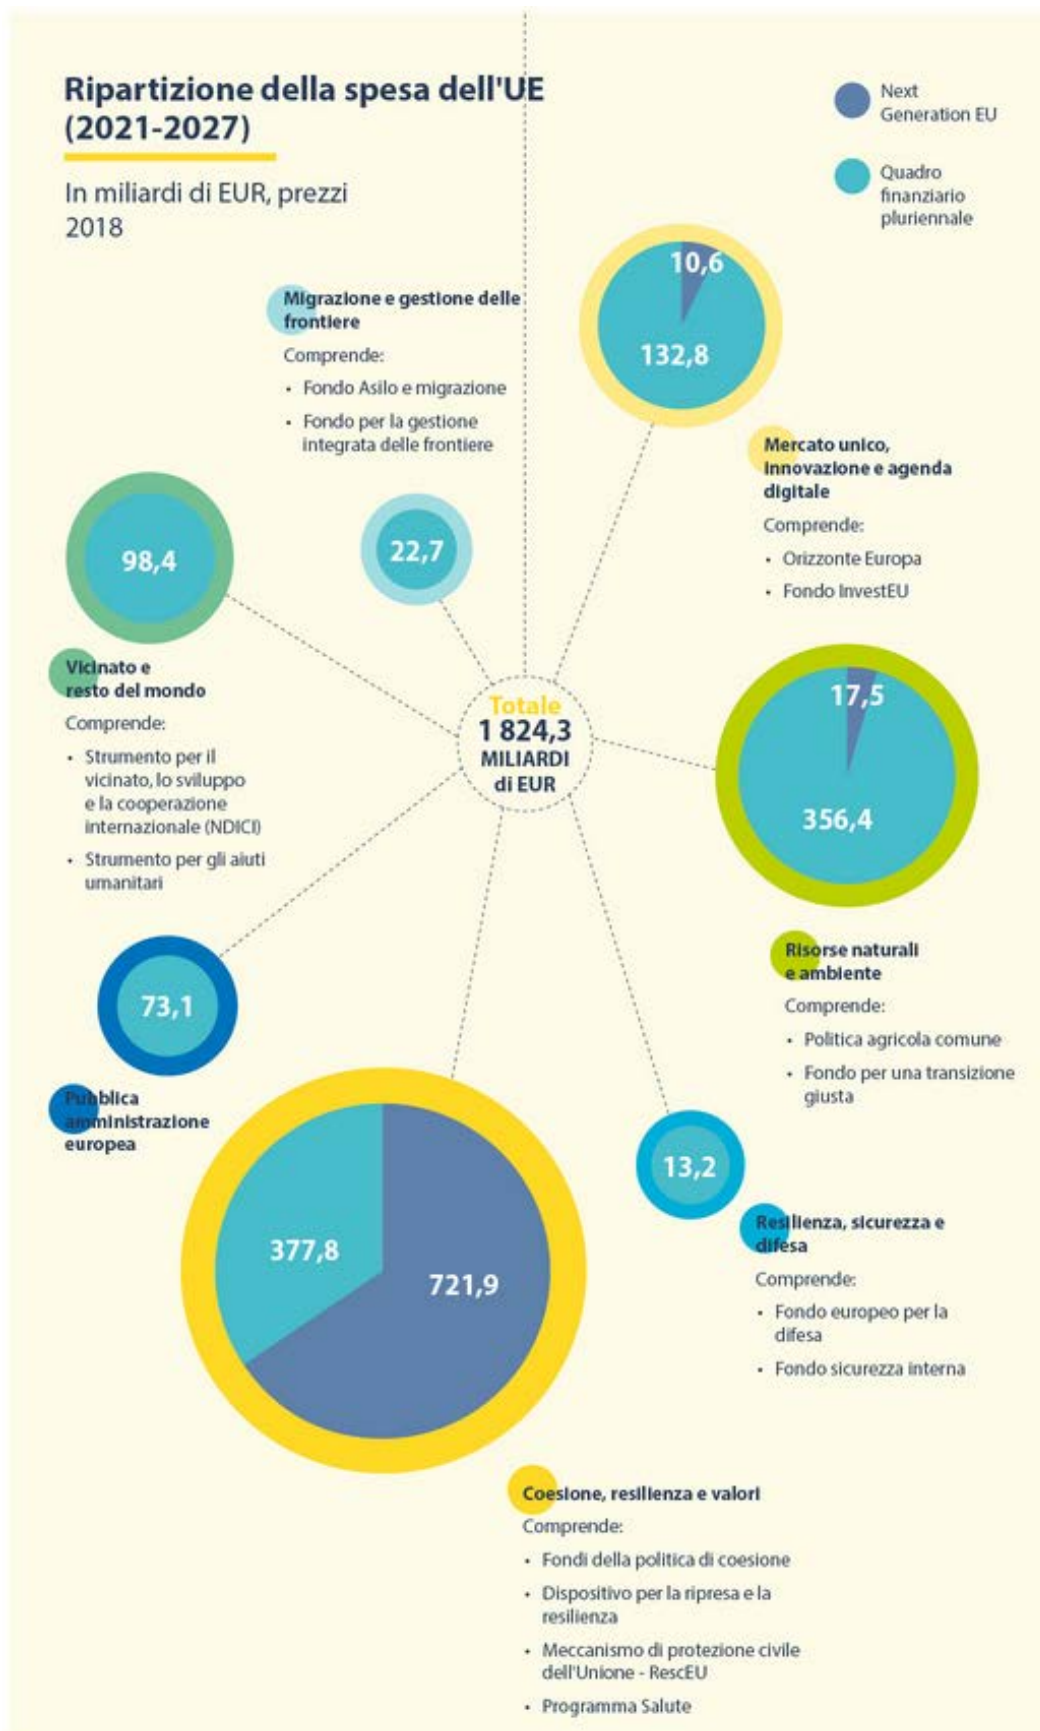 Ripartizione della spesa dell'UE
(2021-2027)
In miliardi di EUR, prezzi
2018
Next
Generation EU
Quadro
finanziario
pluriennale
10,6
132,8
Mercato unico,
innovazione e agenda
digitale
Comprende:
• Orizzonte Europa
• Fondo InvestEU
Migrazione e gestione delle
frontiere
Comprende:
• Fondo Asilo e migrazione
• Fondo per la gestione
integrata delle frontiere
22,7
98,4
Vicinato e
resto del mondo
Comprende:
• Strumento per il
vicinato, lo sviluppo
e la cooperazione
internazionale (NDICI)
• Strumento per gli aiuti
umanitari
Totale
1 824,3
MILIARDI
di EUR
17,5
356,4
Risorse naturali
e ambiente
Comprende:
• Politica agricola comune
• Fondo per una transizione
giusta
73,1
Pubblica
amministrazione
europea
377,8
721,9
13,2
Resilienza, sicurezza e
difesa
Comprende:
• Fondo europeo per la
difesa
• Fondo sicurezza interna
Coesione, resilienza e valori
Comprende:
• Fondi della politica di coesione
• Dispositivo per la ripresa e la
resilienza
• Meccanismo di protezione civile
dell'Unione - RescEU
• Programma Salute